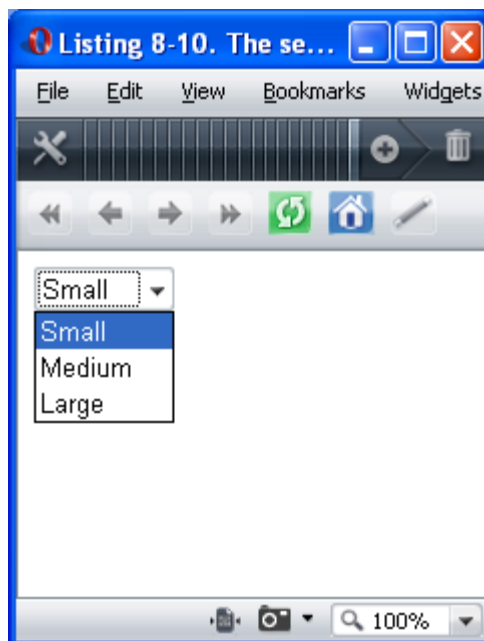 Listing 8-10. The se...
File Edit View Bookmarks Widgets
Small
Small
Medium
Large
100%